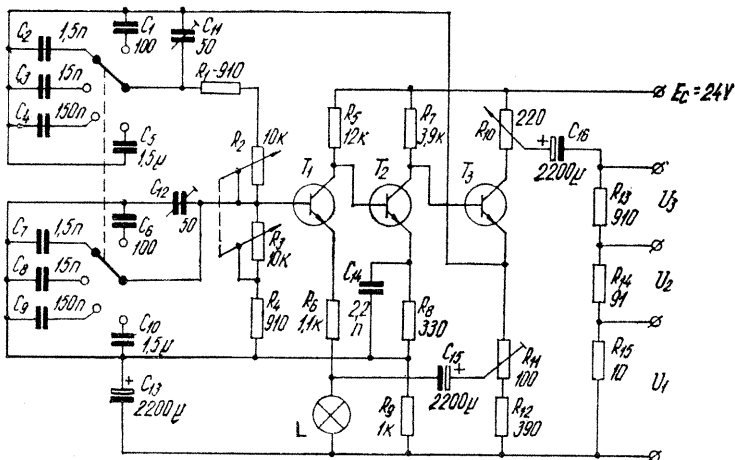 C2
1,5n
C3
15n
C4
150n
C1
100
C11
50
R1-910
C5
1,5µ
R2
10k
C12
50
C7
1,5n
C8
15n
C9
150n
C6
100
C10
1,5µ
C13
+
2200µ
R3
10k
R4
910
T1
T2
T3
R5
12k
R7
3,9k
R10
220
+
C16
2200µ
Ec=24V
C14
2,2
n
R6
1,1k
R8
330
L
R9
1k
C15
+
2200µ
R11
100
R12
390
R13
910
U3
R14
91
U2
R15
10
U1